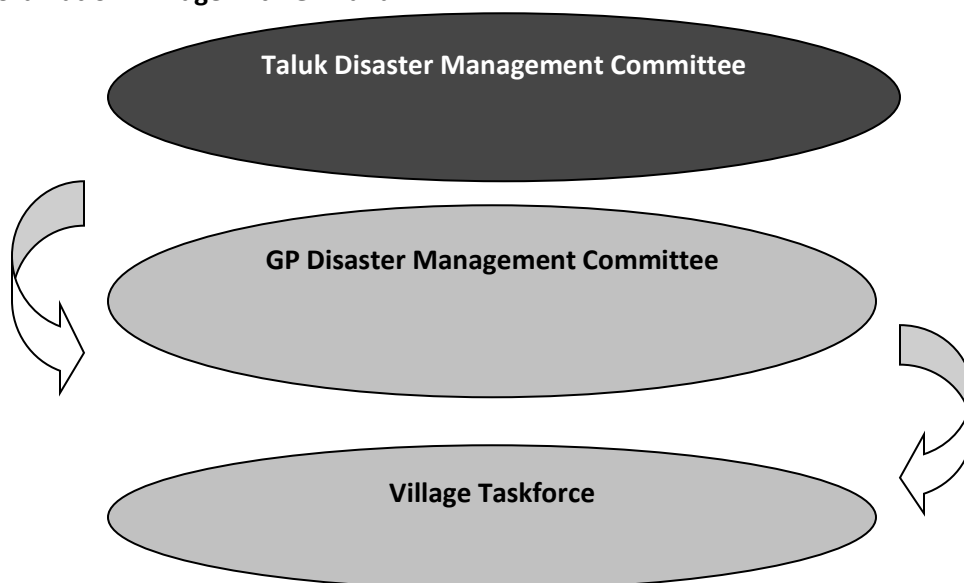 Taluk Disaster Management Committee
GP Disaster Management Committee
Village Taskforce